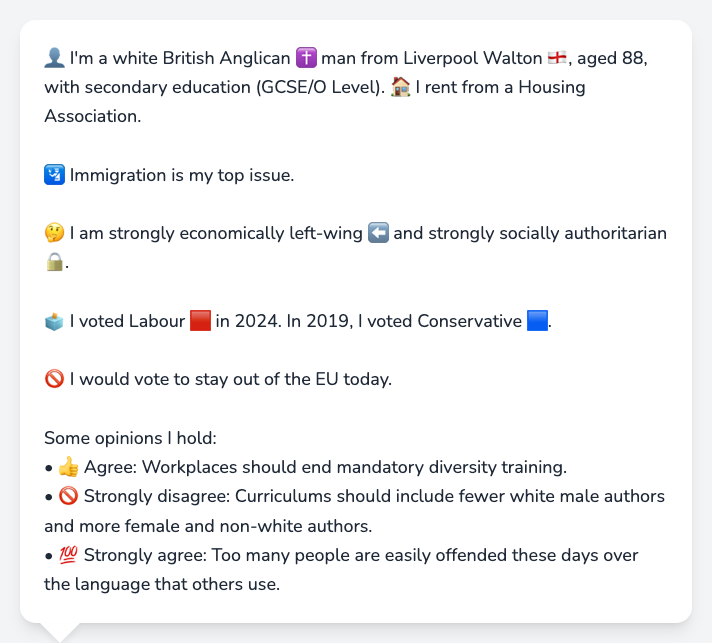 👤 I'm a white British Anglican ✝️ man from Liverpool Walton 🏴󠁧󠁢󠁥󠁮󠁧󠁿, aged 88,
with secondary education (GCSE/O Level). 🏠 I rent from a Housing
Association.
🛂 Immigration is my top issue.
🤔 I am strongly economically left-wing ⬅️ and strongly socially authoritarian
🔒.
🗳️ I voted Labour 🟥 in 2024. In 2019, I voted Conservative 🟦.
🚫 I would vote to stay out of the EU today.
Some opinions I hold:
• 👍 Agree: Workplaces should end mandatory diversity training.
• 🚫 Strongly disagree: Curriculums should include fewer white male authors
and more female and non-white authors.
• 💯 Strongly agree: Too many people are easily offended these days over
the language that others use.